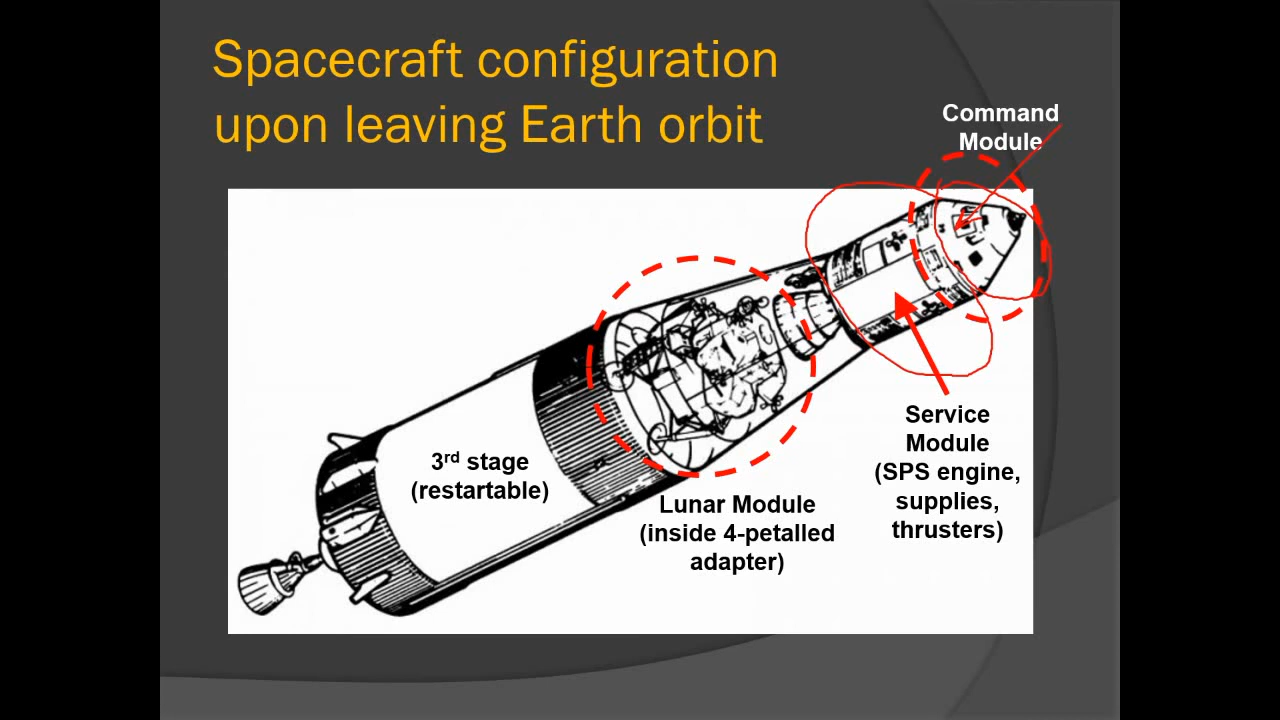 Spacecraft configuration
upon leaving Earth orbit
Command
Module
3rd stage
(restartable)
Lunar Module
(inside 4-petalled
adapter)
Service
Module
(SPS engine,
supplies,
thrusters)